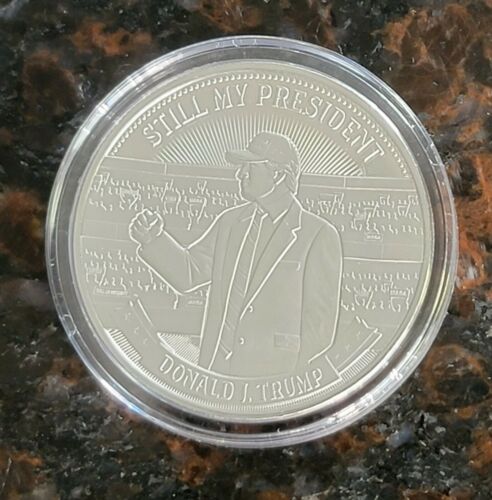 STILL MY PRESIDENT
DONALD J. TRUMP